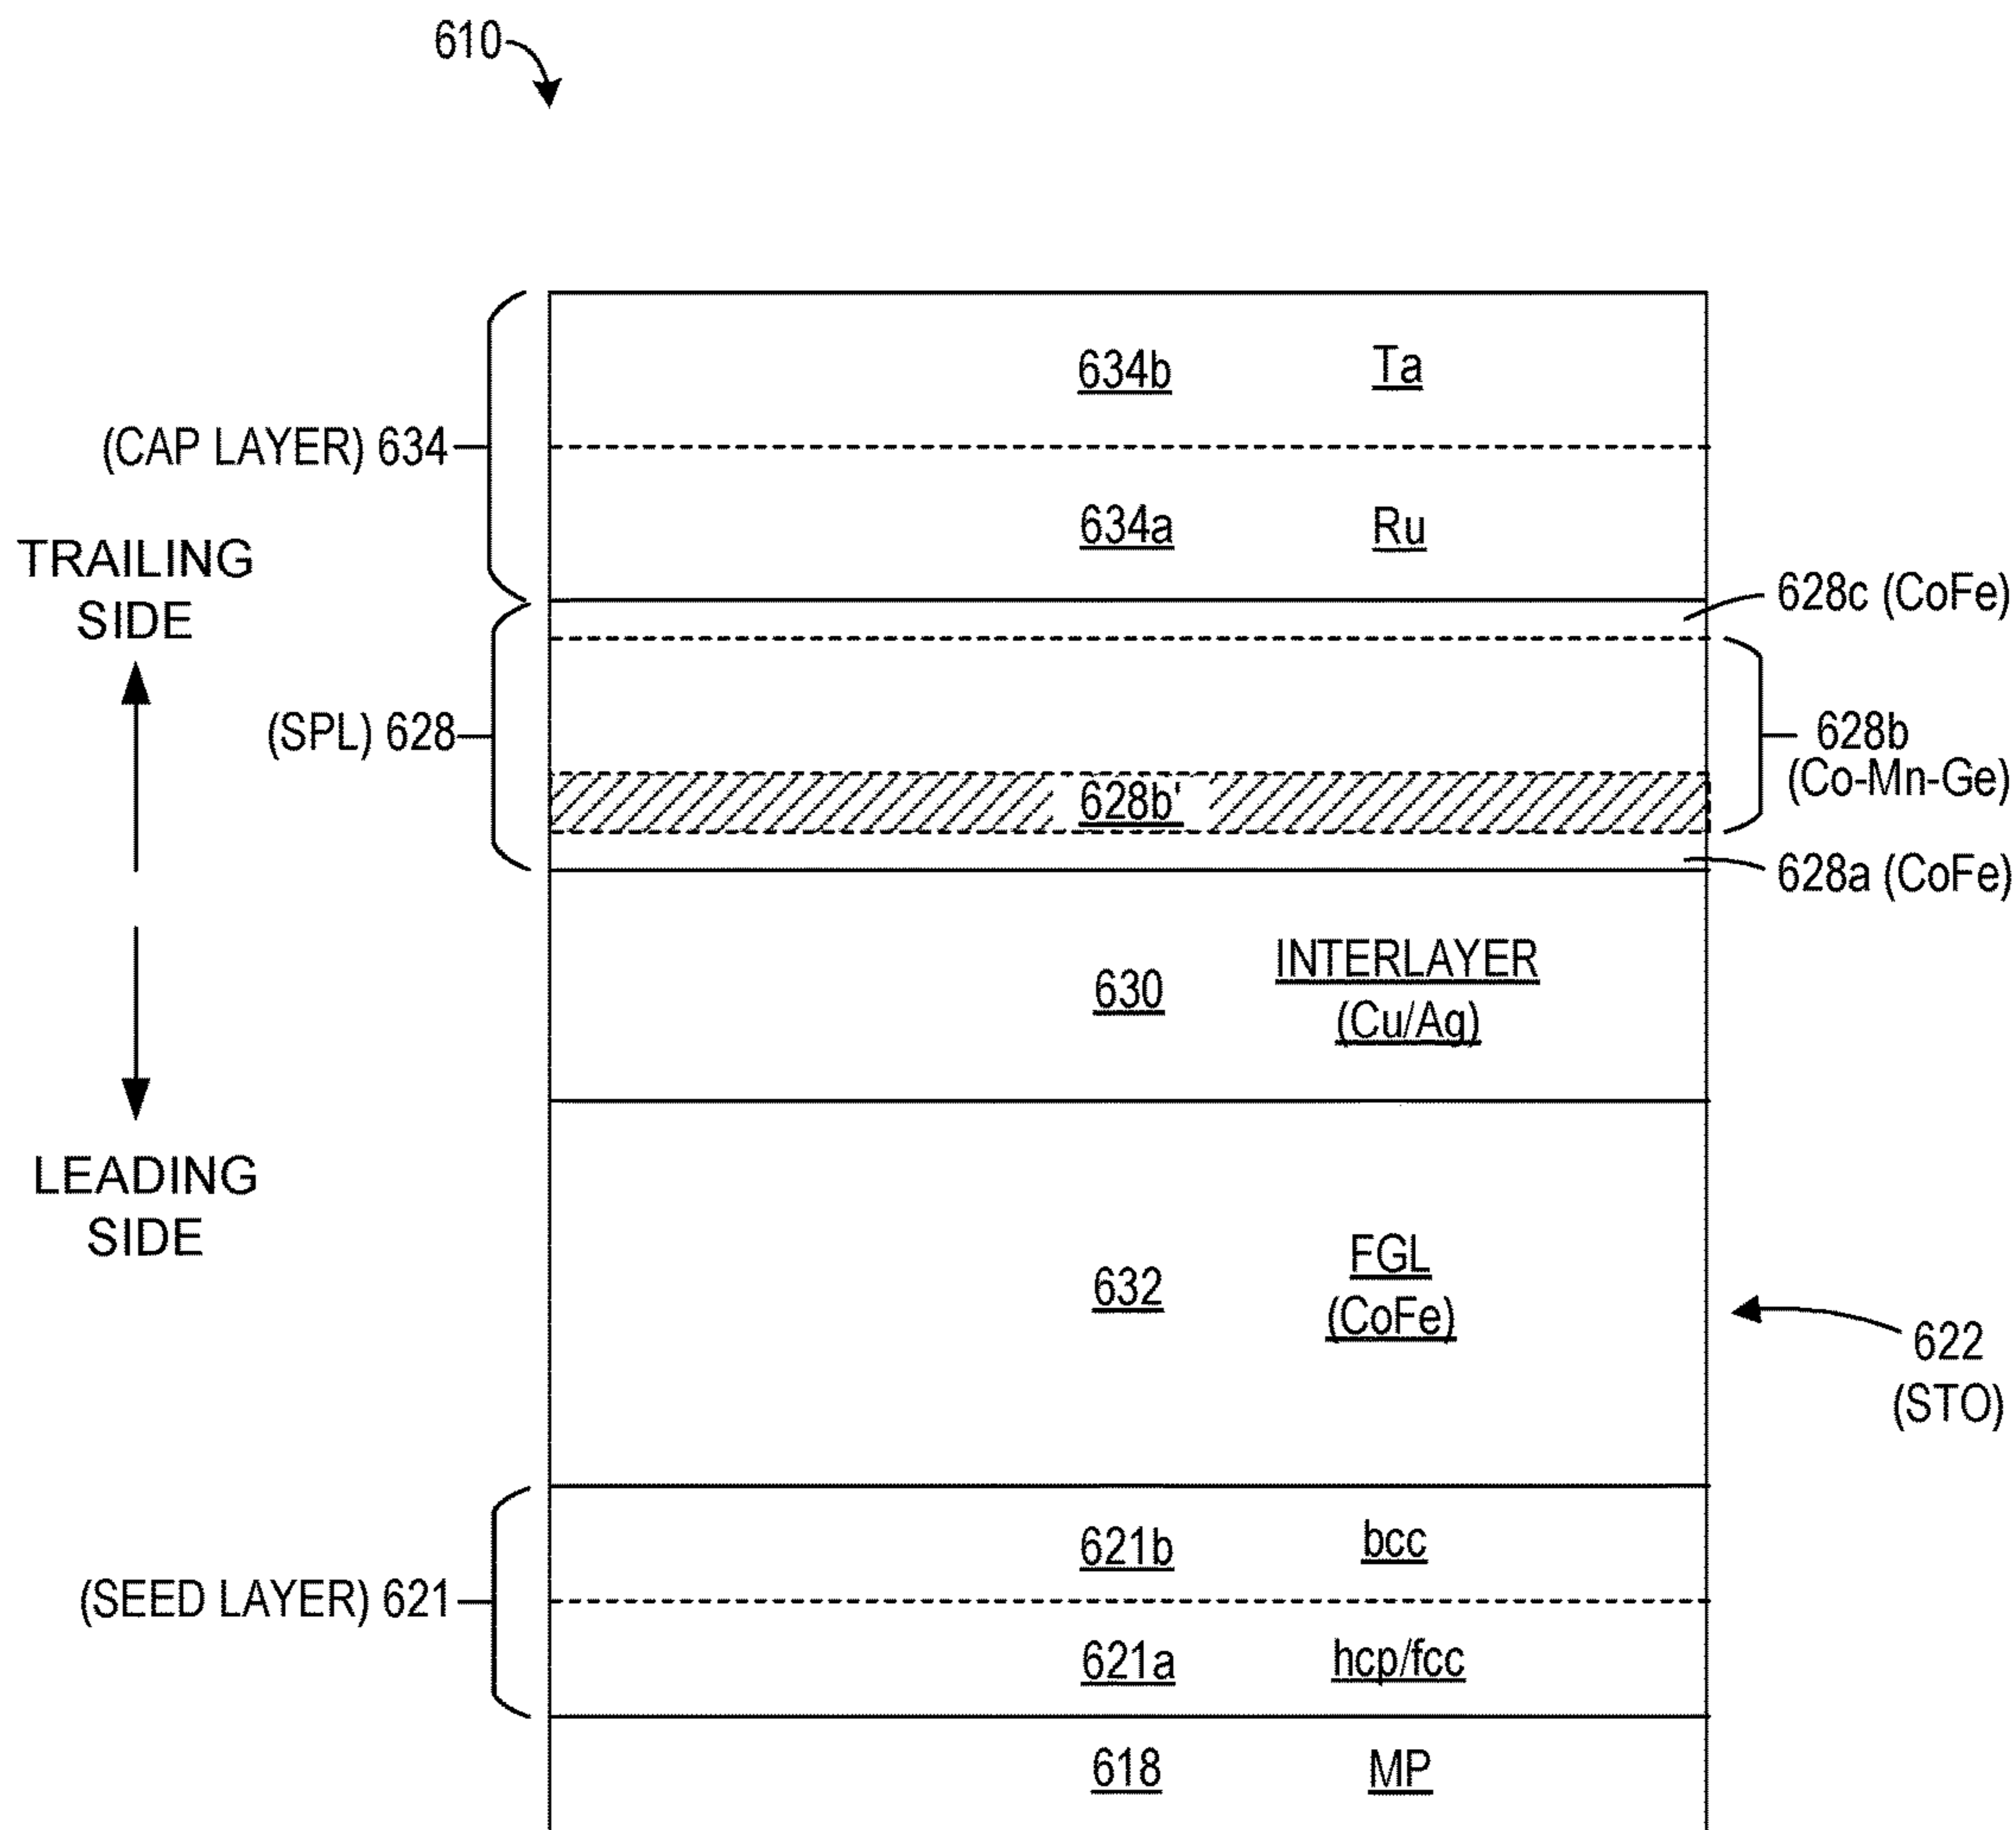 610
634b Ta
(CAP LAYER) 634
634a Ru
TRAILING
SIDE
628c (CoFe)
(SPL) 628
628b
(Co-Mn-Ge)
628b'
628a (CoFe)
INTERLAYER
630
(Cu/Ag)
LEADING
SIDE
FGL
632
(CoFe)
622
(STO)
621b bcc
(SEED LAYER) 621
621a hcp/fcc
618 MP